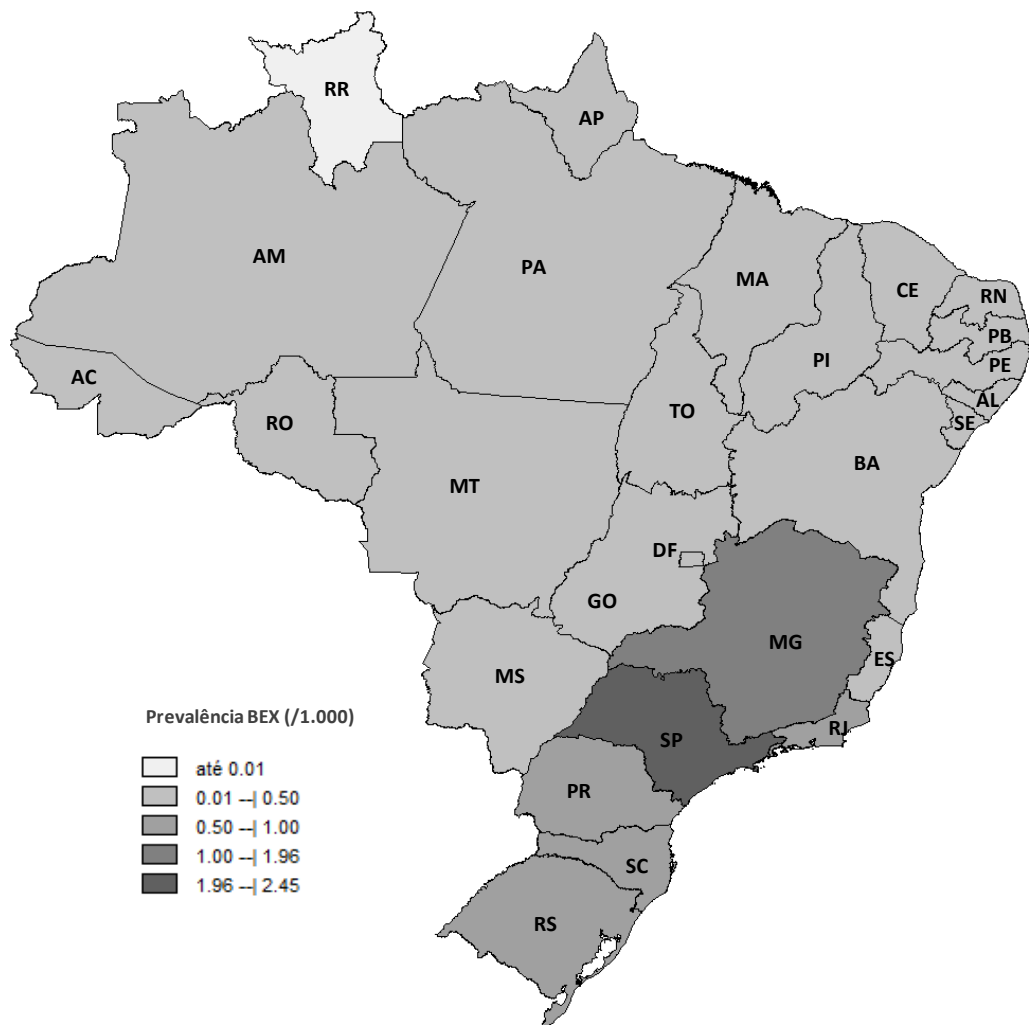 RR
AP
AM
PA
MA
CE
RN
PB
PE
PI
AC
AL
TO
SE
RO
BA
MT
DF
GO
MG
ES
MS
Prevalência BEX (/1.000)
RJ
SP
até 0.01
0.01 --| 0.50
PR
0.50 --| 1.00
1.00 --| 1.96
SC
1.96 --| 2.45
RS